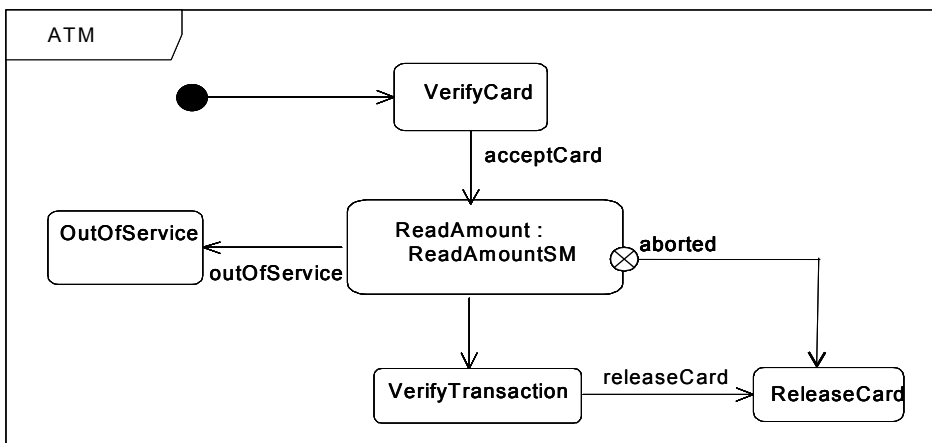 ATM
VerifyCard
acceptCard
ReadAmount :
ReadAmountSM
OutOfService
outOfService
aborted
VerifyTransaction
releaseCard
ReleaseCard